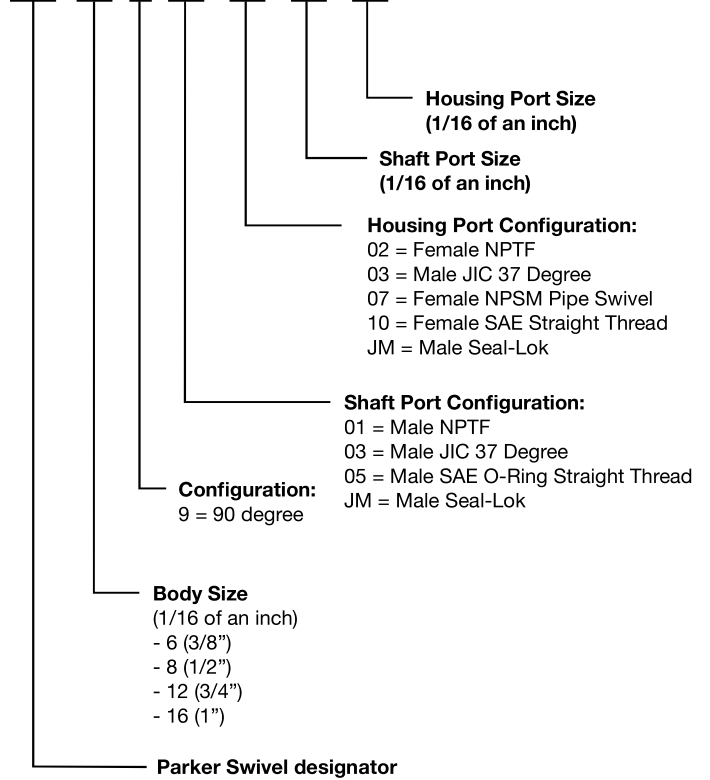 Housing Port Size
(1/16 of an inch)
Shaft Port Size
(1/16 of an inch)
Housing Port Configuration:
02 = Female NPTF
03 = Male JIC 37 Degree
07 = Female NPSM Pipe Swivel
10 = Female SAE Straight Thread
JM = Male Seal-Lok
Shaft Port Configuration:
01 = Male NPTF
03 = Male JIC 37 Degree
05 = Male SAE O-Ring Straight Thread
JM = Male Seal-Lok
Configuration:
9 = 90 degree
Body Size
(1/16 of an inch)
- 6 (3/8”)
- 8 (1/2”)
- 12 (3/4”)
- 16 (1”)
Parker Swivel designator